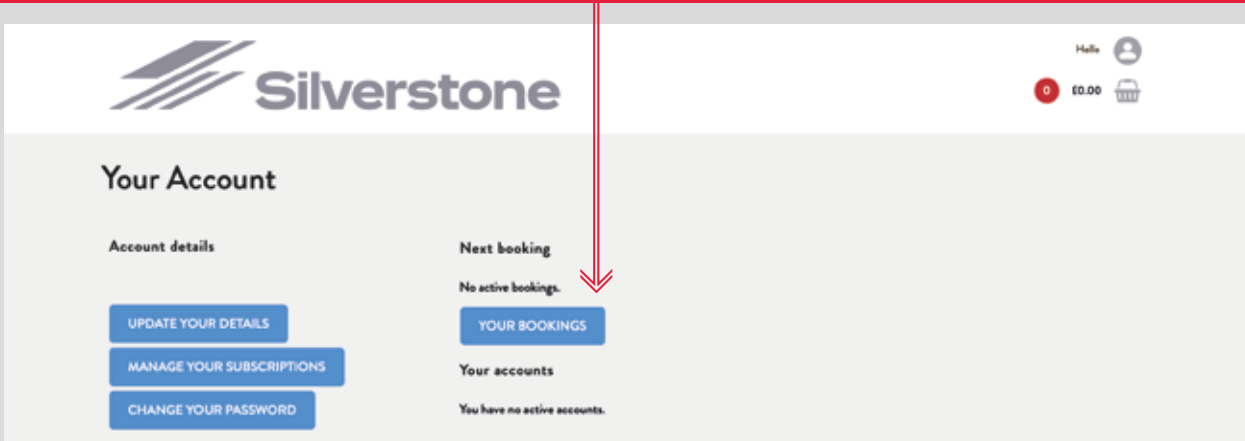 Silverstone
Hello
0 £0.00
Your Account
Account details
UPDATE YOUR DETAILS
MANAGE YOUR SUBSCRIPTIONS
CHANGE YOUR PASSWORD
Next booking
No active bookings.
YOUR BOOKINGS
Your accounts
You have no active accounts.